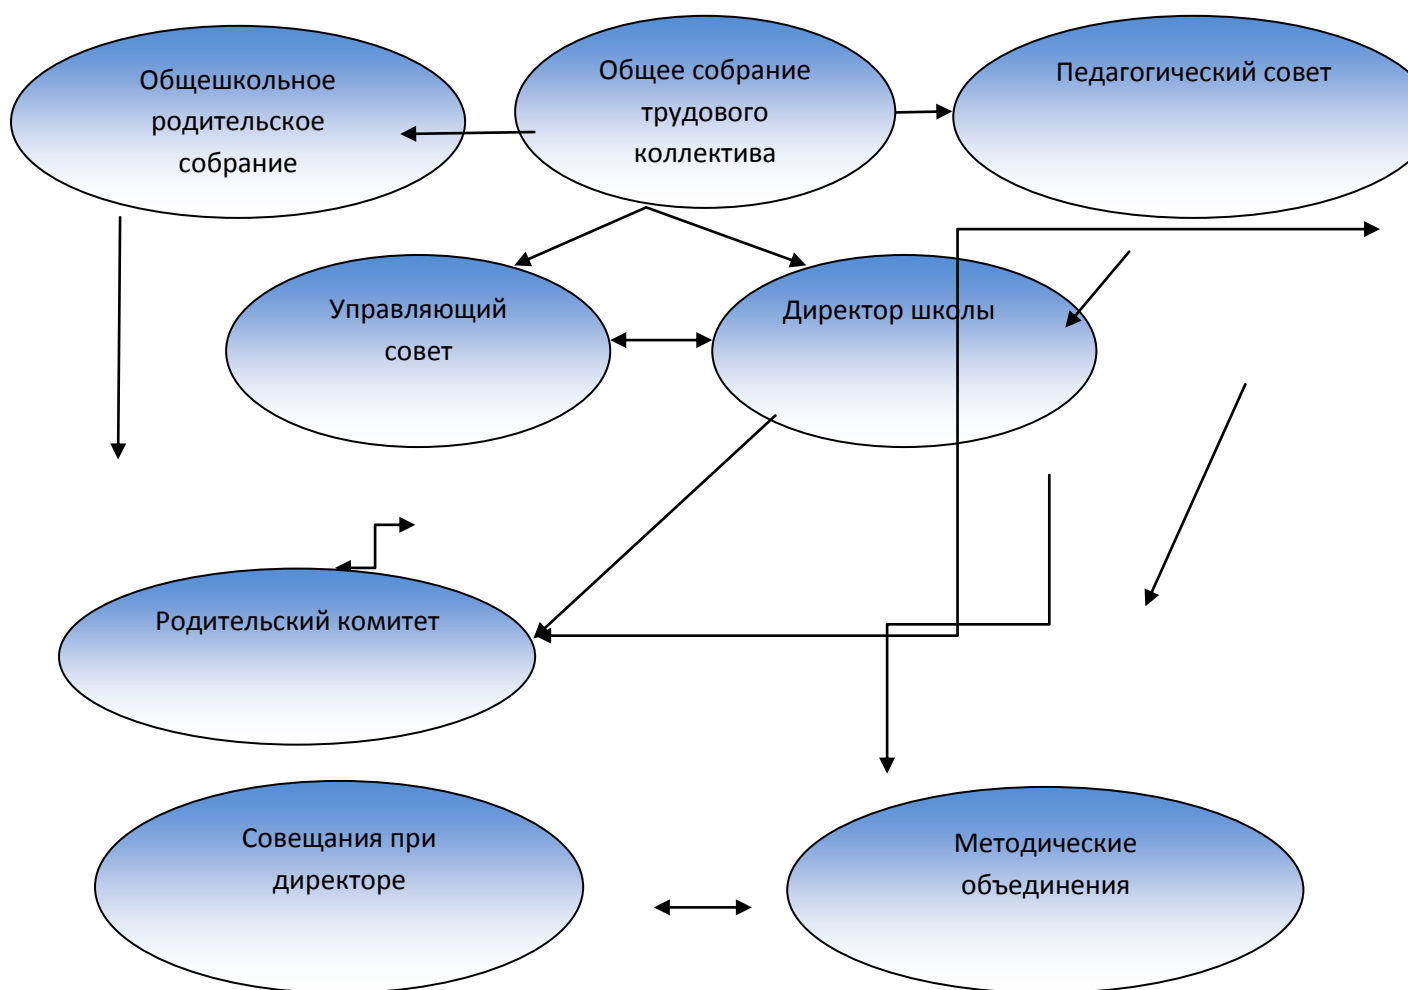 Общешкольное
родительское
собрание
Общее собрание
трудового
коллектива
Педагогический совет
Управляющий
совет
Директор школы
Родительский комитет
Совещания при
директоре
Методические
объединения